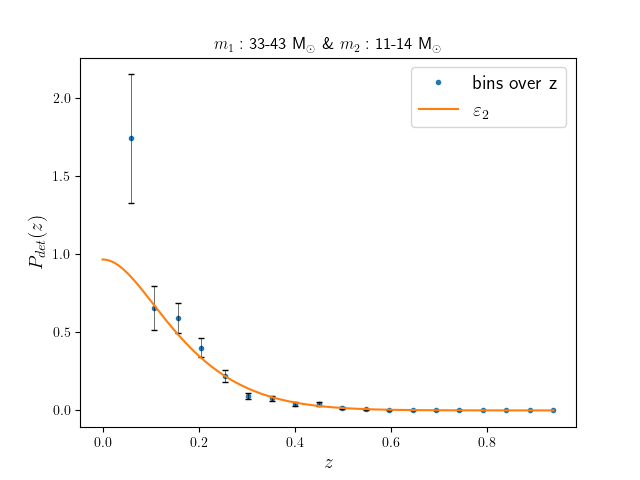 m₁ : 33-43 M⊙ & m₂ : 11-14 M⊙
bins over z
ε₂
P_det(z)
2.0
1.5
1.0
0.5
0.0
0.0 0.2 0.4 0.6 0.8
z